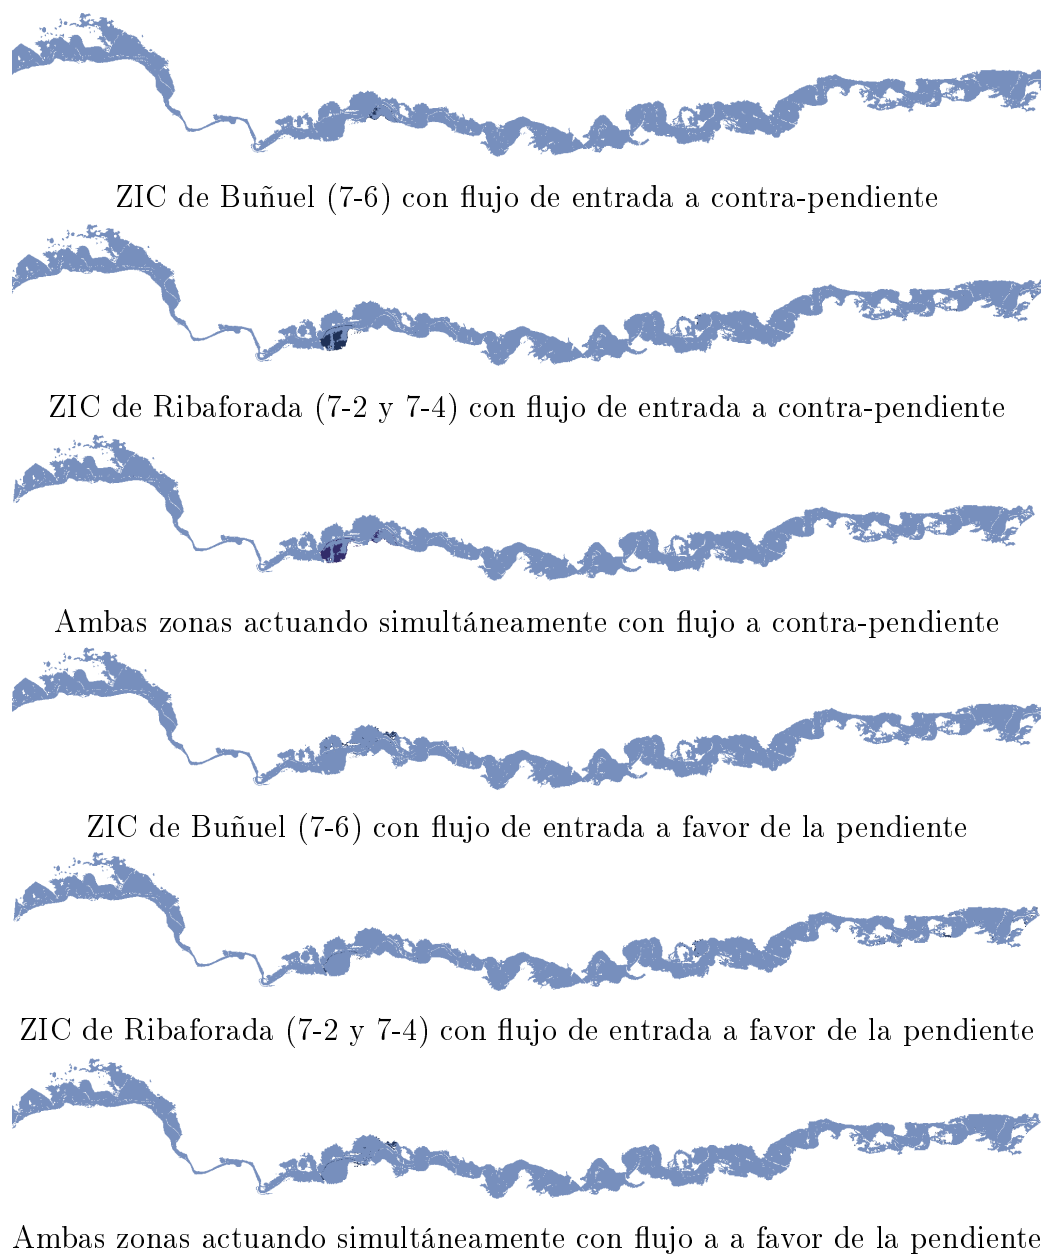 ZIC de Buñuel (7-6) con flujo de entrada a contra-pendiente
ZIC de Ribaforada (7-2 y 7-4) con flujo de entrada a contra-pendiente
Ambas zonas actuando simultáneamente con flujo a contra-pendiente
ZIC de Buñuel (7-6) con flujo de entrada a favor de la pendiente
ZIC de Ribaforada (7-2 y 7-4) con flujo de entrada a favor de la pendiente
Ambas zonas actuando simultáneamente con flujo a a favor de la pendiente